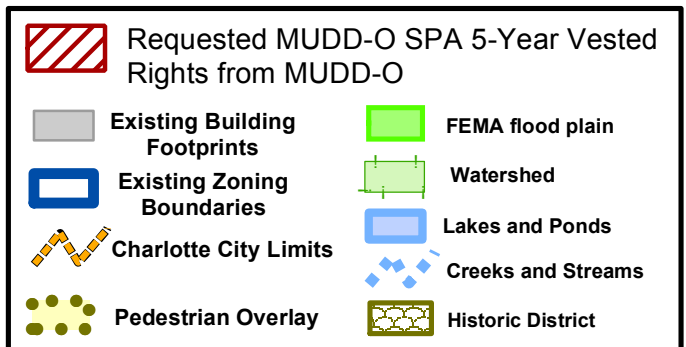 Requested MUDD-O SPA 5-Year Vested
Rights from MUDD-O
Existing Building
Footprints
Existing Zoning
Boundaries
Charlotte City Limits
Pedestrian Overlay
FEMA flood plain
Watershed
Lakes and Ponds
Creeks and Streams
Historic District